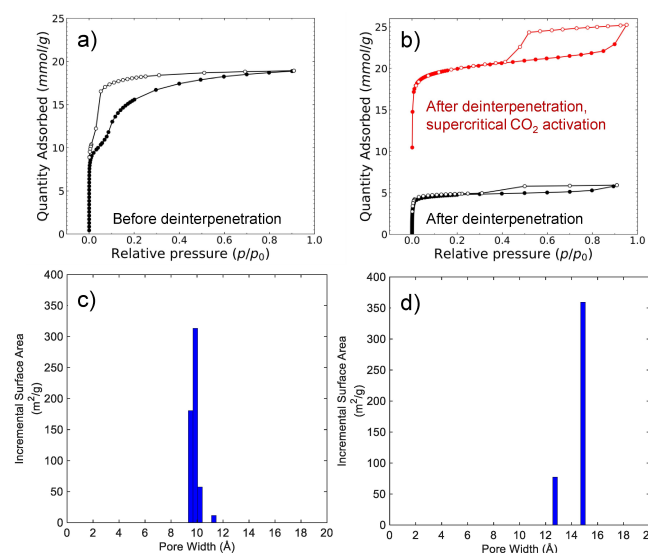 a)
Quantity Adsorbed (mmol/g)
25
20
15
10
5
0
Before deinterpenetration
0.0 0.2 0.4 0.6 0.8 1.0
Relative pressure (p/p0)
b)
Quantity Adsorbed (mmol/g)
25
20
15
10
5
0
After deinterpenetration,
supercritical CO2 activation
After deinterpenetration
0.0 0.2 0.4 0.6 0.8 1.0
Relative pressure (p/p0)
c)
Incremental Surface Area
(m²/g)
400
350
300
250
200
150
100
50
0
0 2 4 6 8 10 12 14 16 18 20
Pore Width (Å)
d)
Incremental Surface Area
(m²/g)
400
350
300
250
200
150
100
50
0
0 2 4 6 8 10 12 14 16 18 20
Pore Width (Å)